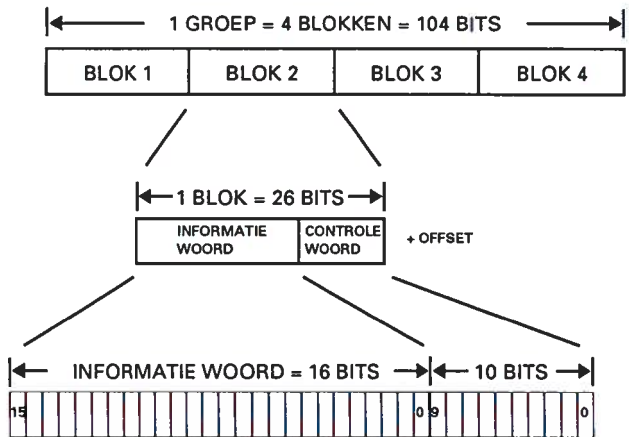 1 GROEP = 4 BLOKKEN = 104 BITS
BLOK 1 BLOK 2 BLOK 3 BLOK 4
1 BLOK = 26 BITS
INFORMATIE WOORD
CONTROLE WOORD
+ OFFSET
INFORMATIE WOORD = 16 BITS
10 BITS
15 0 9 0